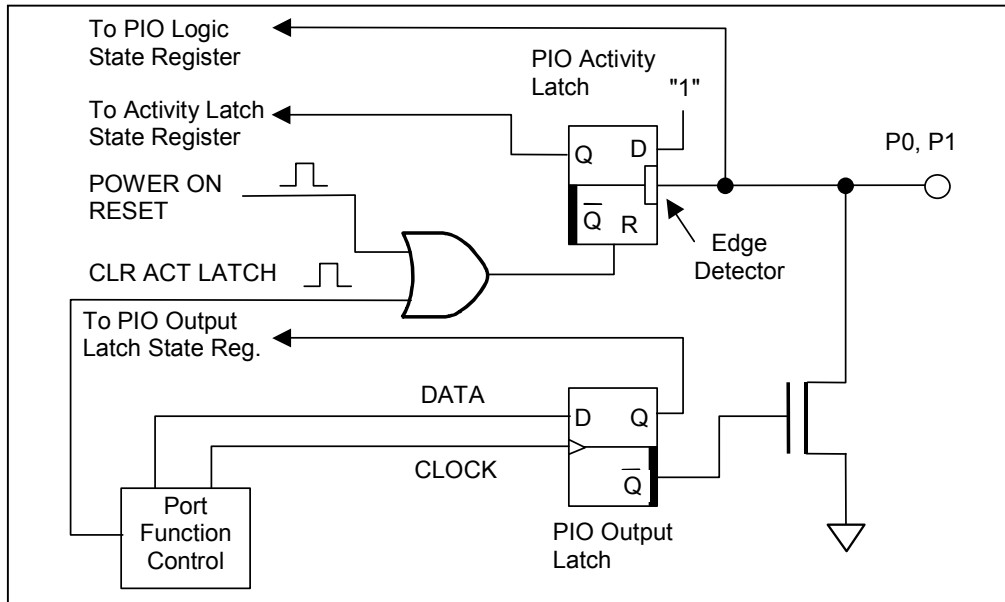 To PIO Logic
State Register
PIO Activity
Latch
"1"
To Activity Latch
State Register
Q
D
P0, P1
POWER ON
RESET
Q
R
Edge
Detector
CLR ACT LATCH
To PIO Output
Latch State Reg.
DATA
D
Q
CLOCK
Q
Port
Function
Control
PIO Output
Latch